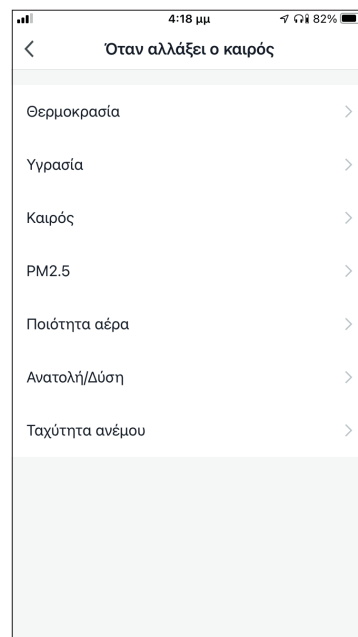 4:18 μμ
82%
Όταν αλλάξει ο καιρός
Θερμοκρασία
Υγρασία
Καιρός
PM2.5
Ποιότητα αέρα
Ανατολή/Δύση
Ταχύτητα ανέμου